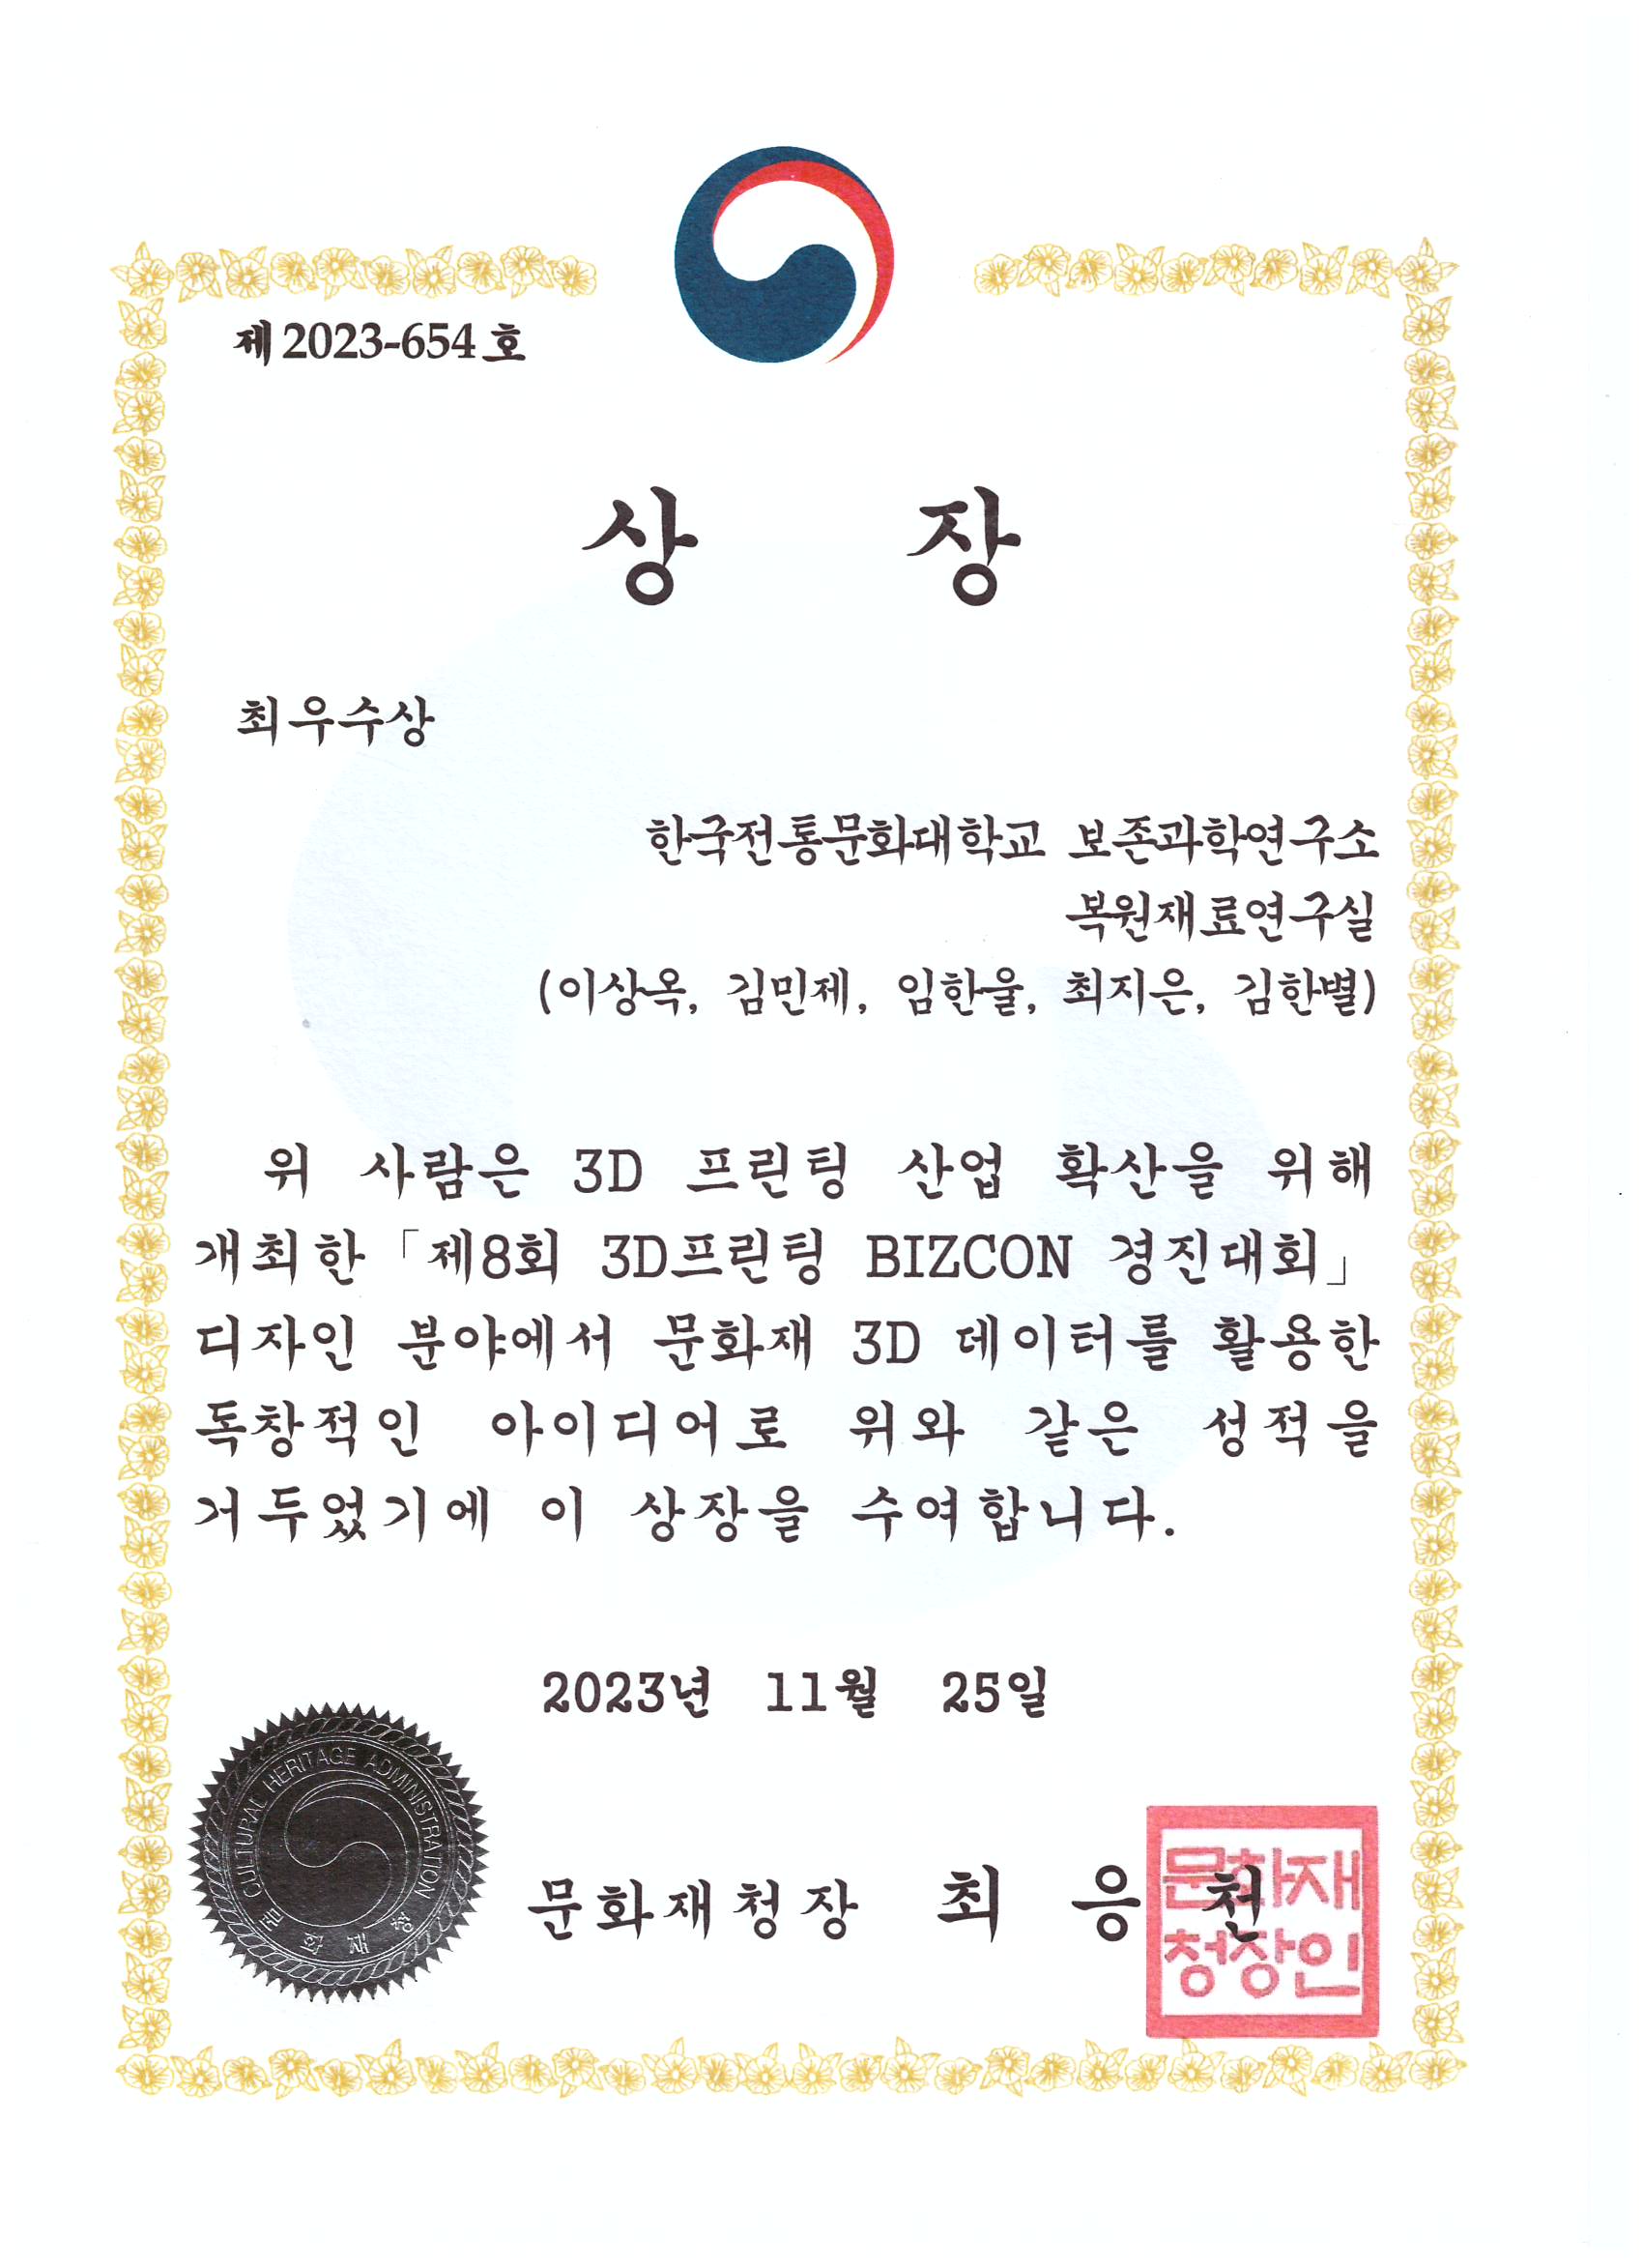 제 2023-654 호
상 장
최우수상
한국전통문화대학교 보존과학연구소
복원재료연구실
(이상옥, 김민제, 임한울, 최지은, 김한별)
위 사람은 3D 프린팅 산업 확산을 위해
개최한 「제8회 3D프린팅 BIZCON 경진대회」
디자인 분야에서 문화재 3D 데이터를 활용한
독창적인 아이디어로 위와 같은 성적을
거두었기에 이 상장을 수여합니다.
2023년 11월 25일
CULTURAL HERITAGE ADMINISTRATION
문화재청
문화재청장 최응천
문화재
청장인